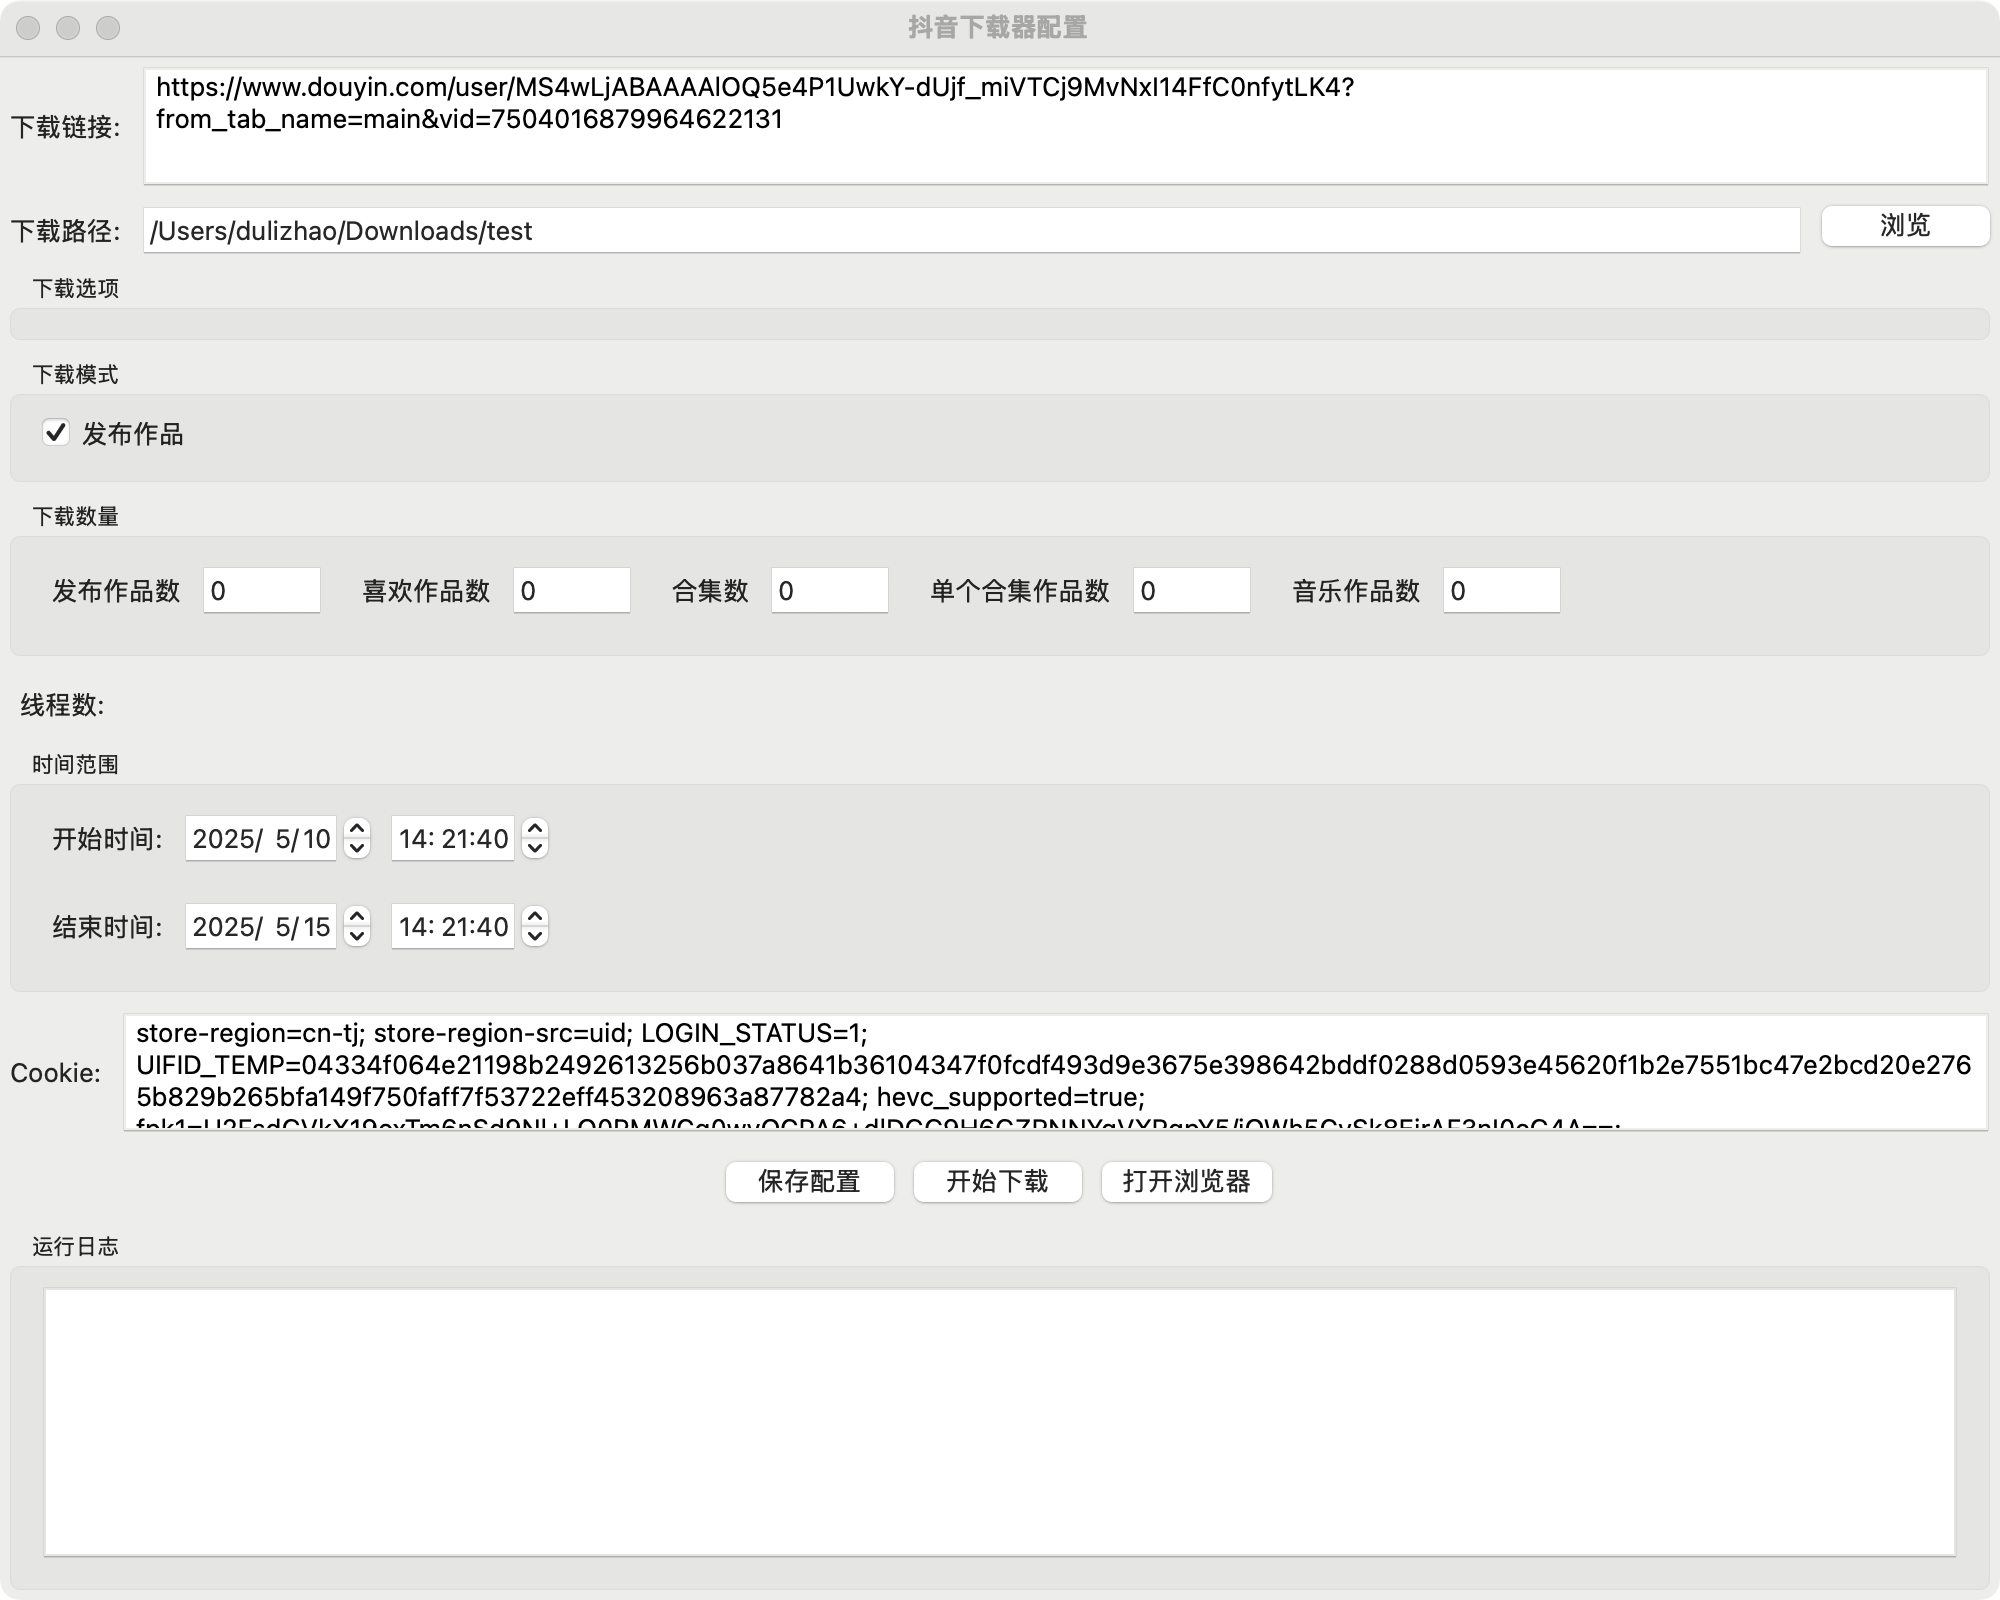 抖音下载器配置
下载链接:
https://www.douyin.com/user/MS4wLjABAAAAlOQ5e4P1UwkY-dUjf_miVTCj9MvNxI14FfC0nfytLK4?
from_tab_name=main&vid=7504016879964622131
下载路径: /Users/dulizhao/Downloads/test 浏览
下载选项
下载模式
发布作品
下载数量
发布作品数 0 喜欢作品数 0 合集数 0 单个合集作品数 0 音乐作品数 0
线程数:
时间范围
开始时间: 2025/ 5/10 14: 21:40
结束时间: 2025/ 5/15 14: 21:40
Cookie:
store-region=cn-tj; store-region-src=uid; LOGIN_STATUS=1;
UIFID_TEMP=04334f064e21198b2492613256b037a8641b36104347f0fcdf493d9e3675e398642bddf0288d0593e45620f1b2e7551bc47e2bcd20e276
5b829b265bfa149f750faff7f53722eff453208963a87782a4; hevc_supported=true;
保存配置 开始下载 打开浏览器
运行日志